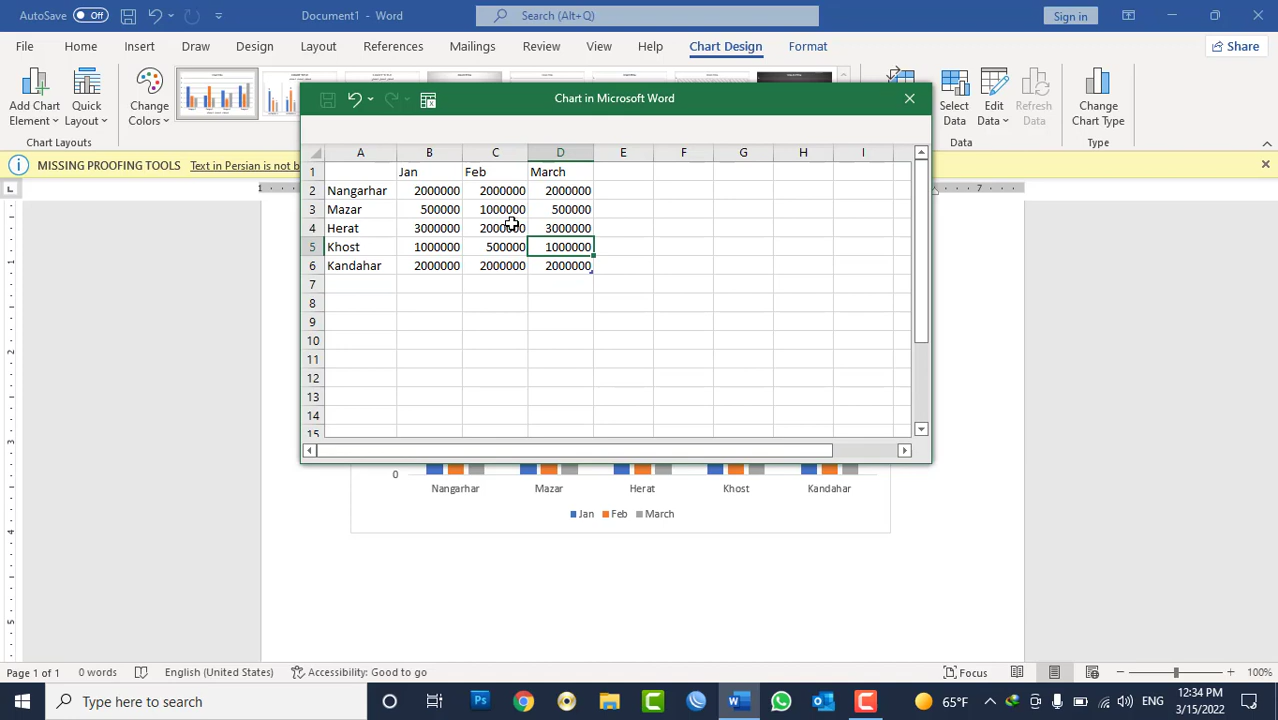 AutoSave Off Document1 - Word Search (Alt+Q) Sign in
File Home Insert Draw Design Layout References Mailings Review View Help Chart Design Format Share
Add Chart Element Quick Layout Change Colors Select Data Edit Data Refresh Data Change Chart Type
Chart Layouts Data Type
MISSING PROOFING TOOLS Text in Persian is not b
Chart in Microsoft Word
A B C D E F G H I
1 Jan Feb March
2 Nangarhar 2000000 2000000 2000000
3 Mazar 500000 1000000 500000
4 Herat 3000000 3000000
5 Khost 1000000 500000 1000000
6 Kandahar 2000000 2000000 2000000
7
8
9
10
11
12
13
14
15
0
Nangarhar Mazar Herat Khost Kandahar
Jan Feb March
Page 1 of 1 0 words English (United States) Accessibility: Good to go Focus 100%
Type here to search Ps 65°F ENG 12:34 PM
3/15/2022